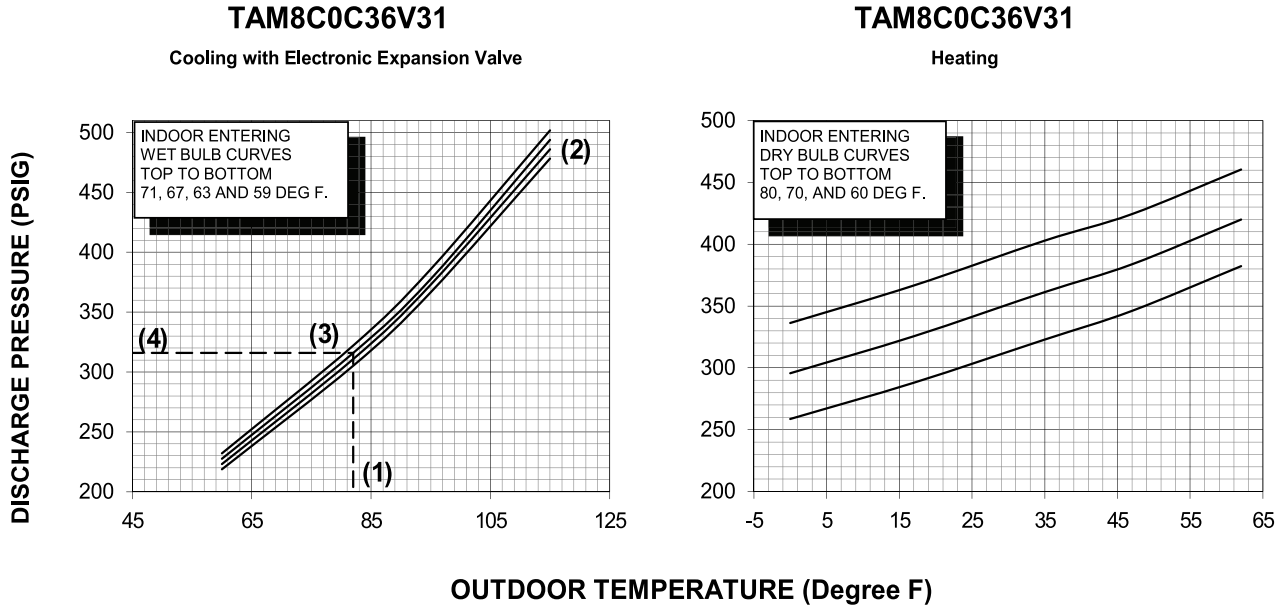 TAM8C0C36V31
Cooling with Electronic Expansion Valve
DISCHARGE PRESSURE (PSIG)
500
450
400
350
300
250
200
INDOOR ENTERING
WET BULB CURVES
TOP TO BOTTOM
71, 67, 63 AND 59 DEG F.
(2)
(3)
(4)
(1)
45
65
85
105
125
TAM8C0C36V31
Heating
500
450
400
350
300
250
200
INDOOR ENTERING
DRY BULB CURVES
TOP TO BOTTOM
80, 70, AND 60 DEG F.
-5
5
15
25
35
45
55
65
OUTDOOR TEMPERATURE (Degree F)